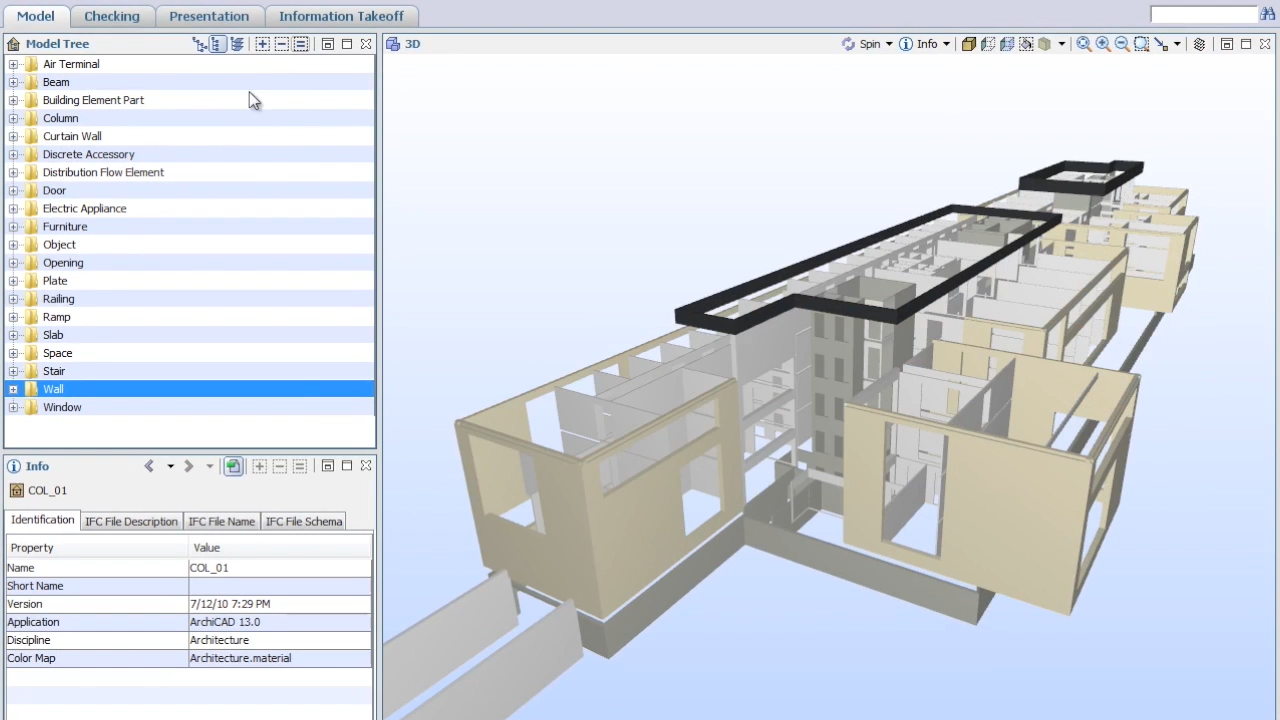 Model Checking Presentation Information Takeoff
Model Tree
3D Spin Info
Air Terminal
Beam
Building Element Part
Column
Curtain Wall
Discrete Accessory
Distribution Flow Element
Door
Electric Appliance
Furniture
Object
Opening
Plate
Railing
Ramp
Slab
Space
Stair
Wall
Window
Info
COL_01
Identification IFC File Description IFC File Name IFC File Schema
Property Value
Name COL_01
Short Name
Version 7/12/10 7:29 PM
Application ArchiCAD 13.0
Discipline Architecture
Color Map Architecture.material